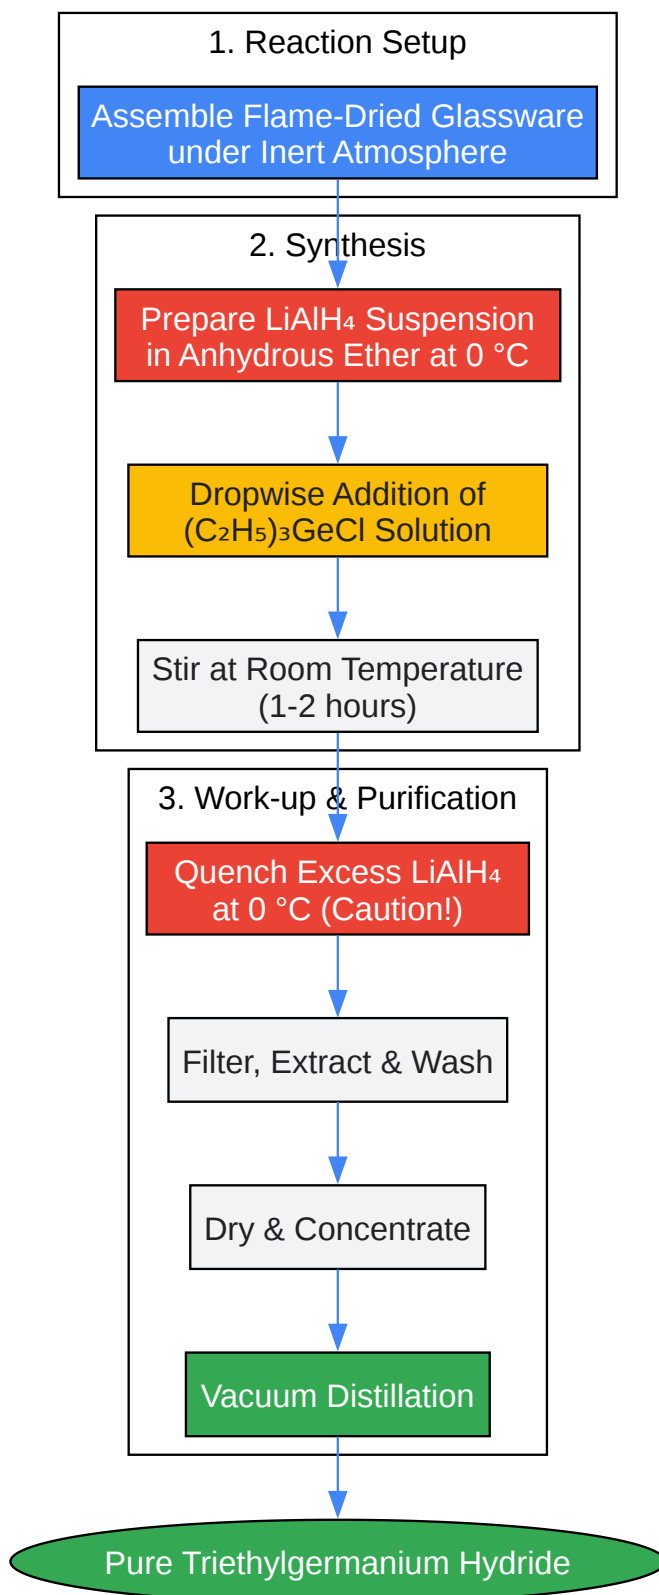 1. Reaction Setup
Assemble Flame-Dried Glassware
under Inert Atmosphere
2. Synthesis
Prepare LiAlH₄ Suspension
in Anhydrous Ether at 0 °C
Dropwise Addition of
(C₂H₅)₃GeCl Solution
Stir at Room Temperature
(1-2 hours)
3. Work-up & Purification
Quench Excess LiAlH₄
at 0 °C (Caution!)
Filter, Extract & Wash
Dry & Concentrate
Vacuum Distillation
Pure Triethylgermanium Hydride